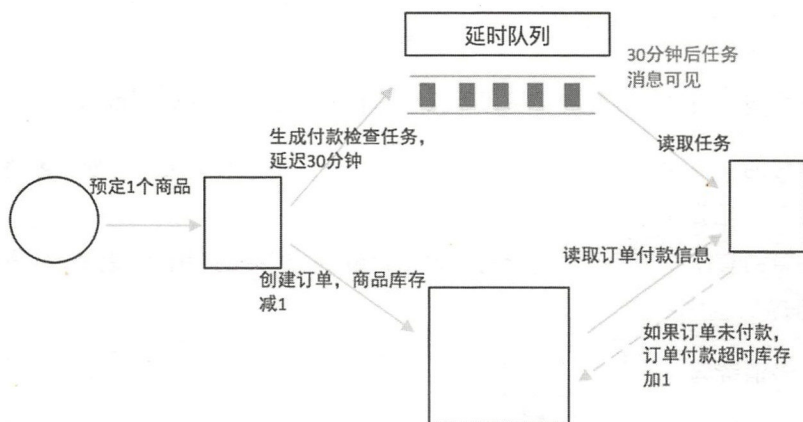 延时队列
30分钟后任务
消息可见
生成付款检查任务，
延迟30分钟
读取任务
预定1个商品
创建订单，商品库存
减1
读取订单付款信息
如果订单未付款，
订单付款超时库存
加1